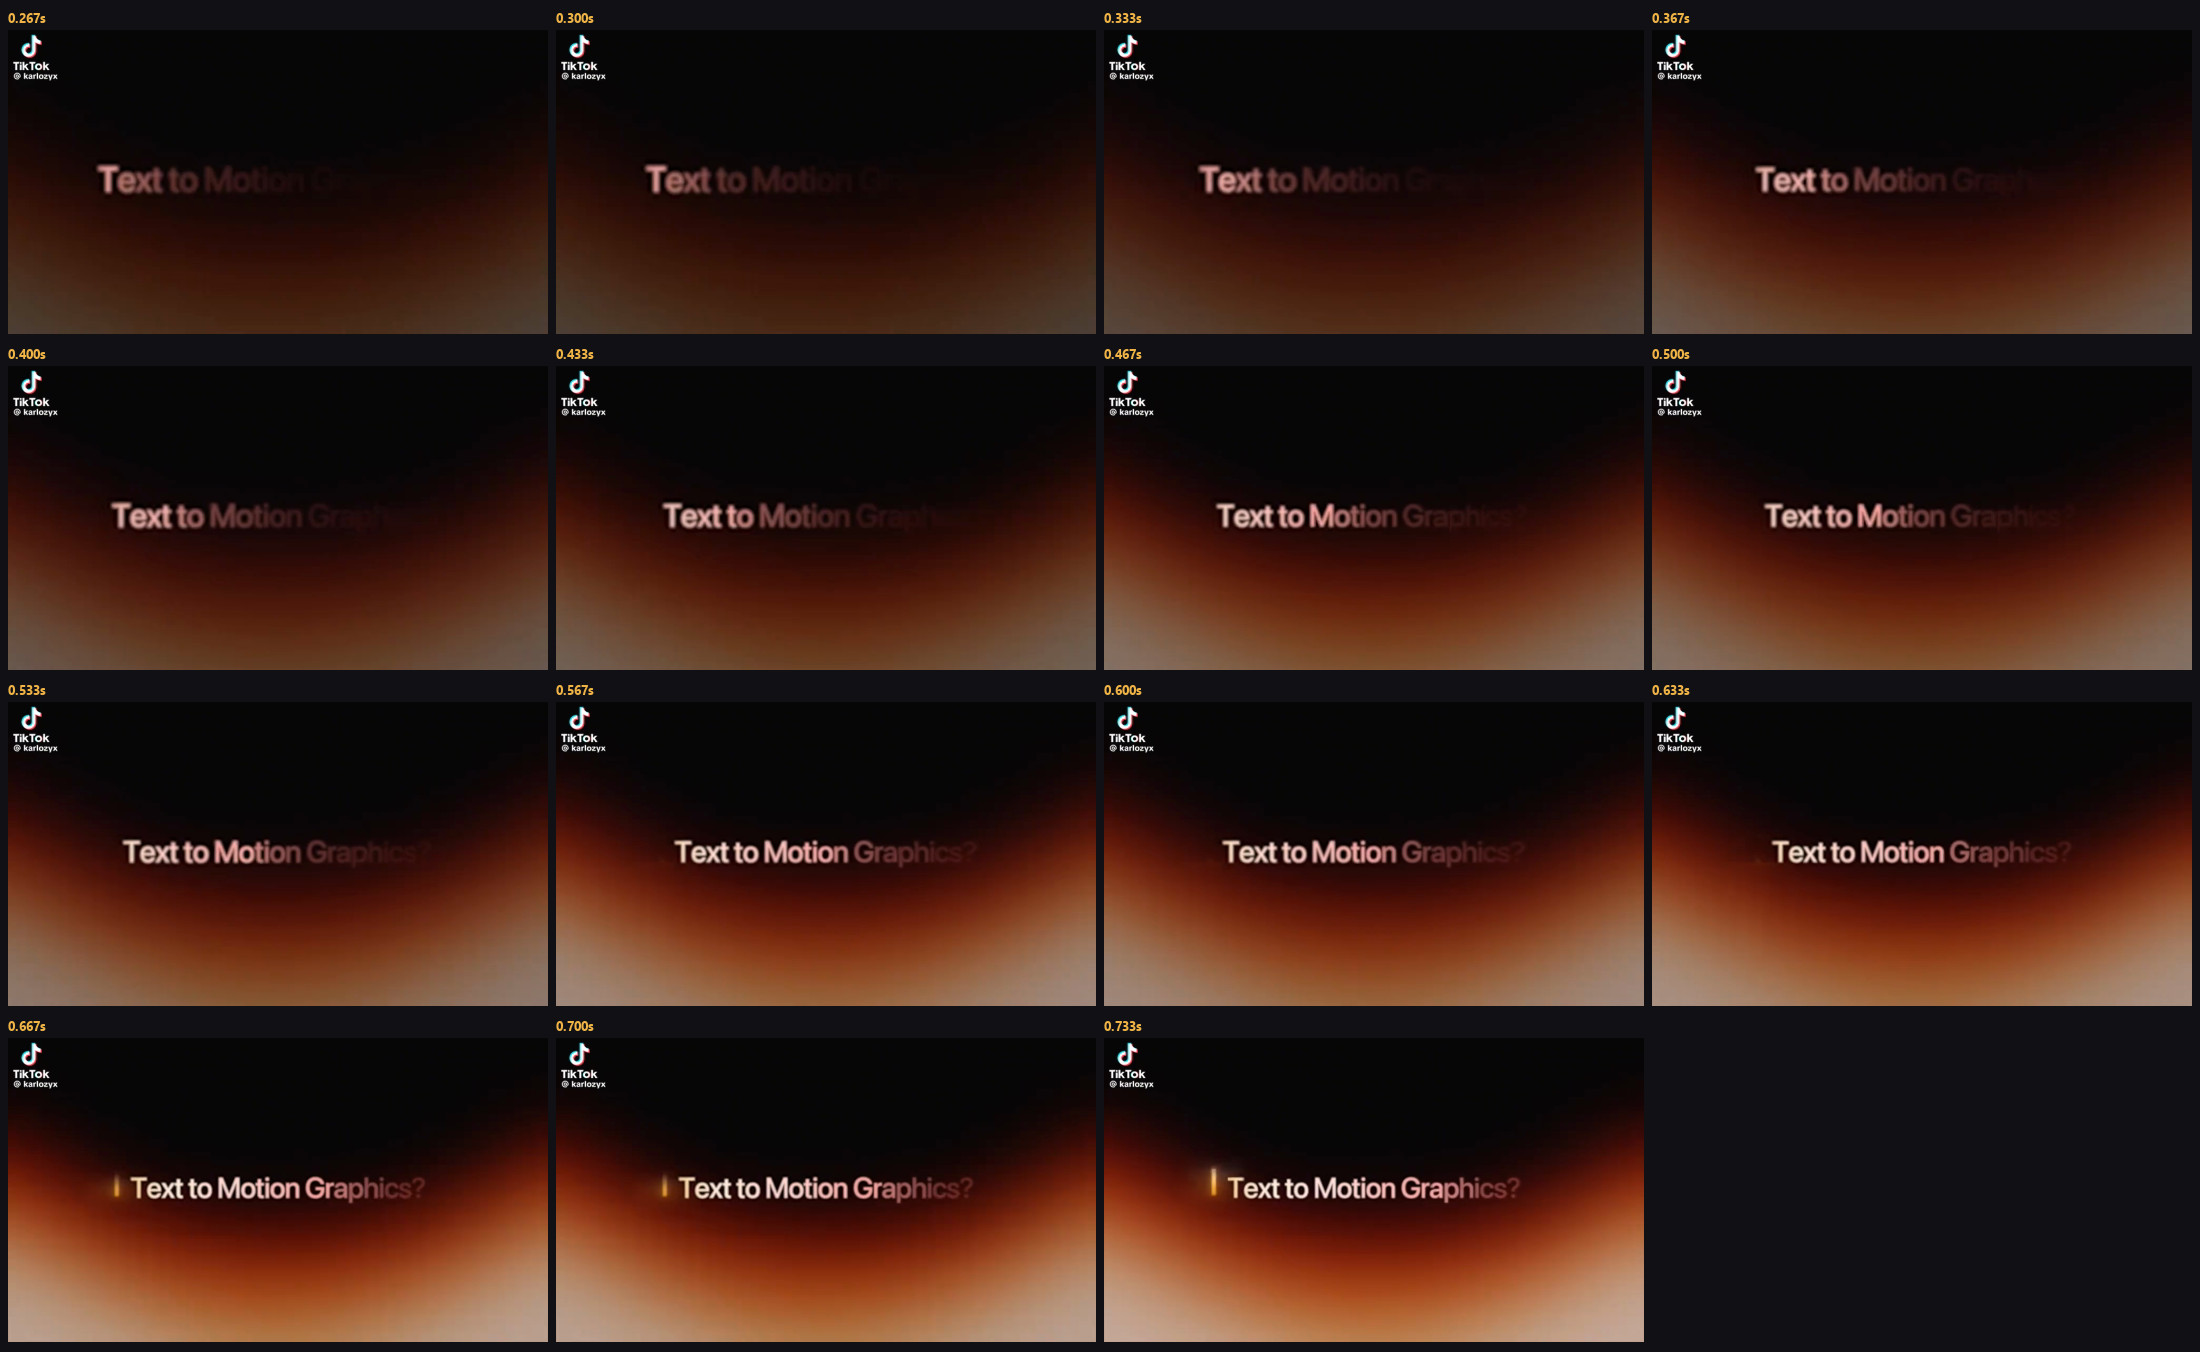 0.267s
TikTok
@ karlozyx
Text to Motion Gr
0.300s
TikTok
@ karlozyx
Text to Motion Gr
0.333s
TikTok
@ karlozyx
Text to Motion Grap
0.367s
TikTok
@ karlozyx
Text to Motion Graph
0.400s
TikTok
@ karlozyx
Text to Motion Graph
0.433s
TikTok
@ karlozyx
Text to Motion Graph
0.467s
TikTok
@ karlozyx
Text to Motion Graphics?
0.500s
TikTok
@ karlozyx
Text to Motion Graphics?
0.533s
TikTok
@ karlozyx
Text to Motion Graphics?
0.567s
TikTok
@ karlozyx
Text to Motion Graphics?
0.600s
TikTok
@ karlozyx
Text to Motion Graphics?
0.633s
TikTok
@ karlozyx
Text to Motion Graphics?
0.667s
TikTok
@ karlozyx
Text to Motion Graphics?
0.700s
TikTok
@ karlozyx
Text to Motion Graphics?
0.733s
TikTok
@ karlozyx
Text to Motion Graphics?